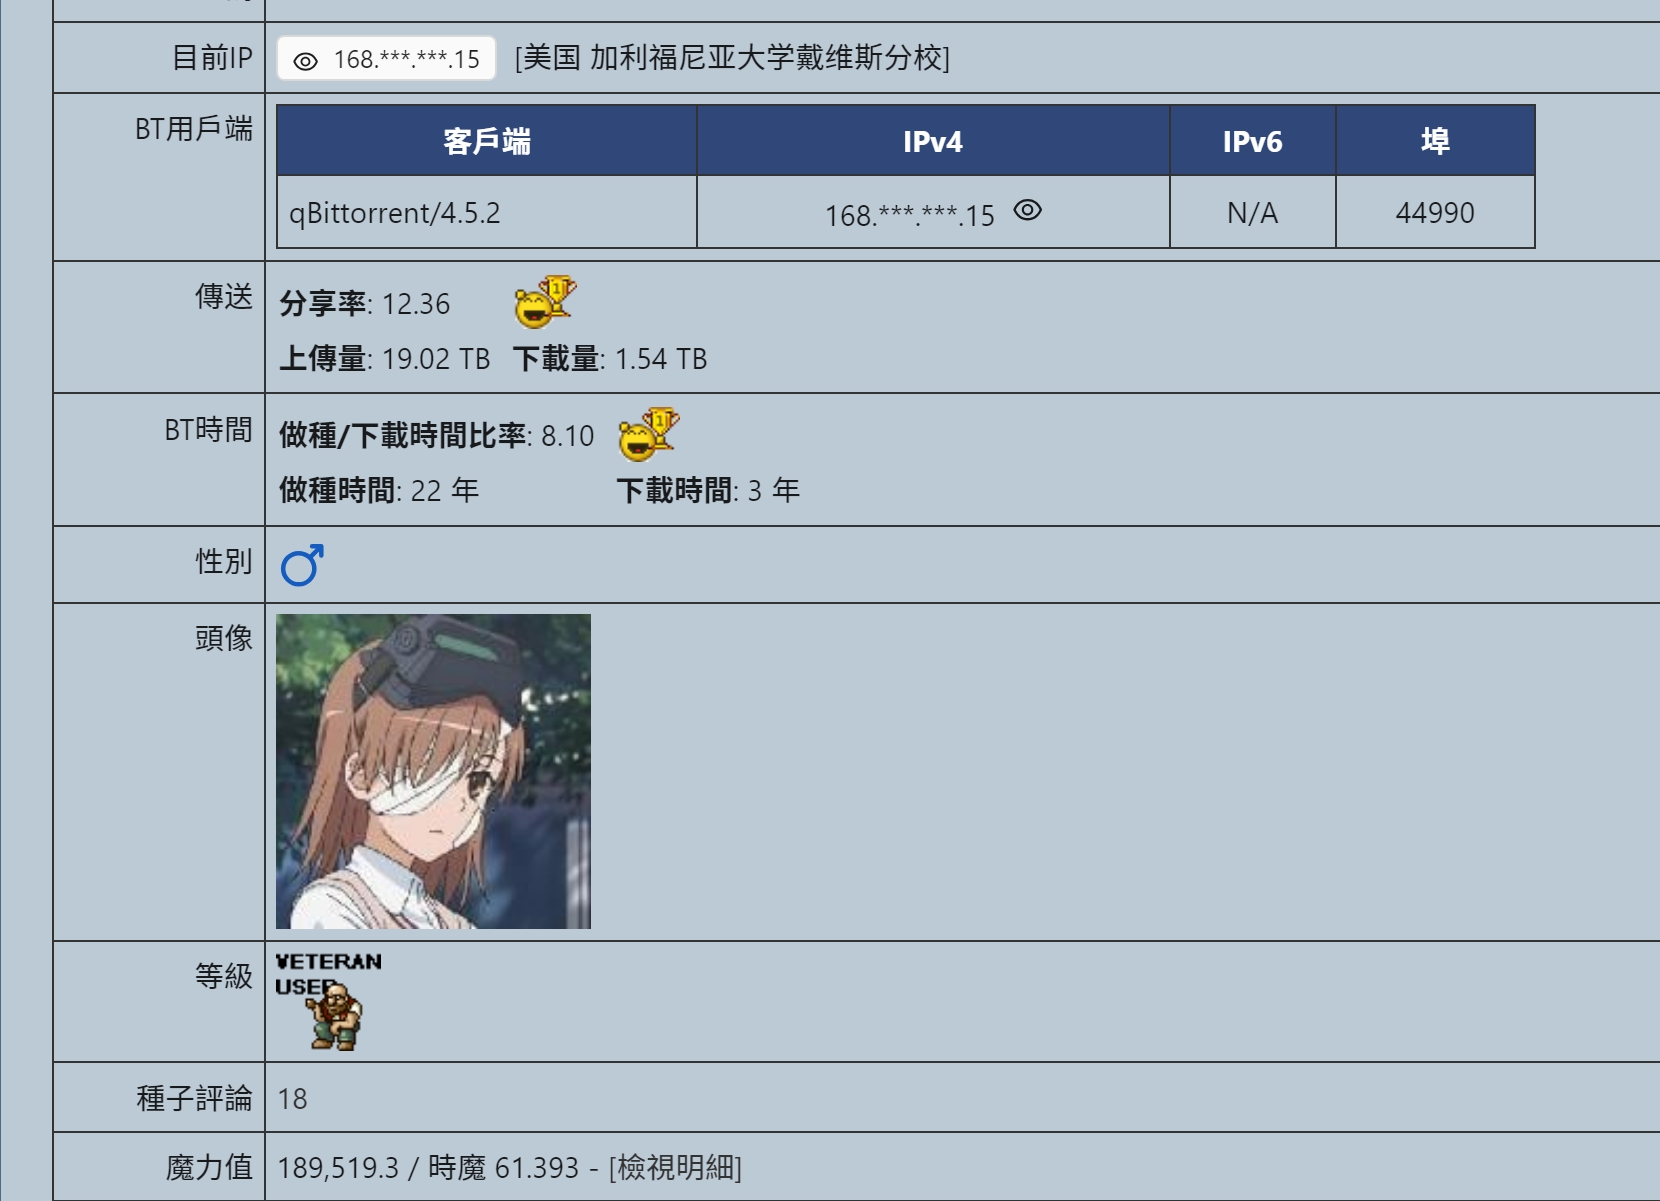 目前IP 168.***.***.15 [美国 加利福尼亚大学戴维斯分校]
BT用戶端
客戶端 IPv4 IPv6 埠
qBittorrent/4.5.2 168.***.***.15 N/A 44990
傳送
分享率: 12.36
上傳量: 19.02 TB 下載量: 1.54 TB
BT時間
做種/下載時間比率: 8.10
做種時間: 22 年 下載時間: 3 年
性別
頭像
等級
VETERAN
USER
種子評論 18
魔力值 189,519.3 / 時魔 61.393 - [檢視明細]